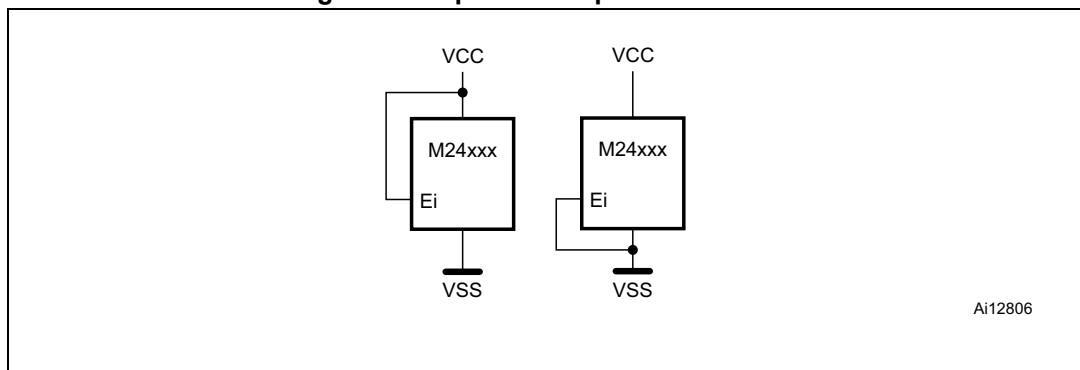 VCC VCC
M24xxx M24xxx
Ei Ei
VSS VSS
Ai12806